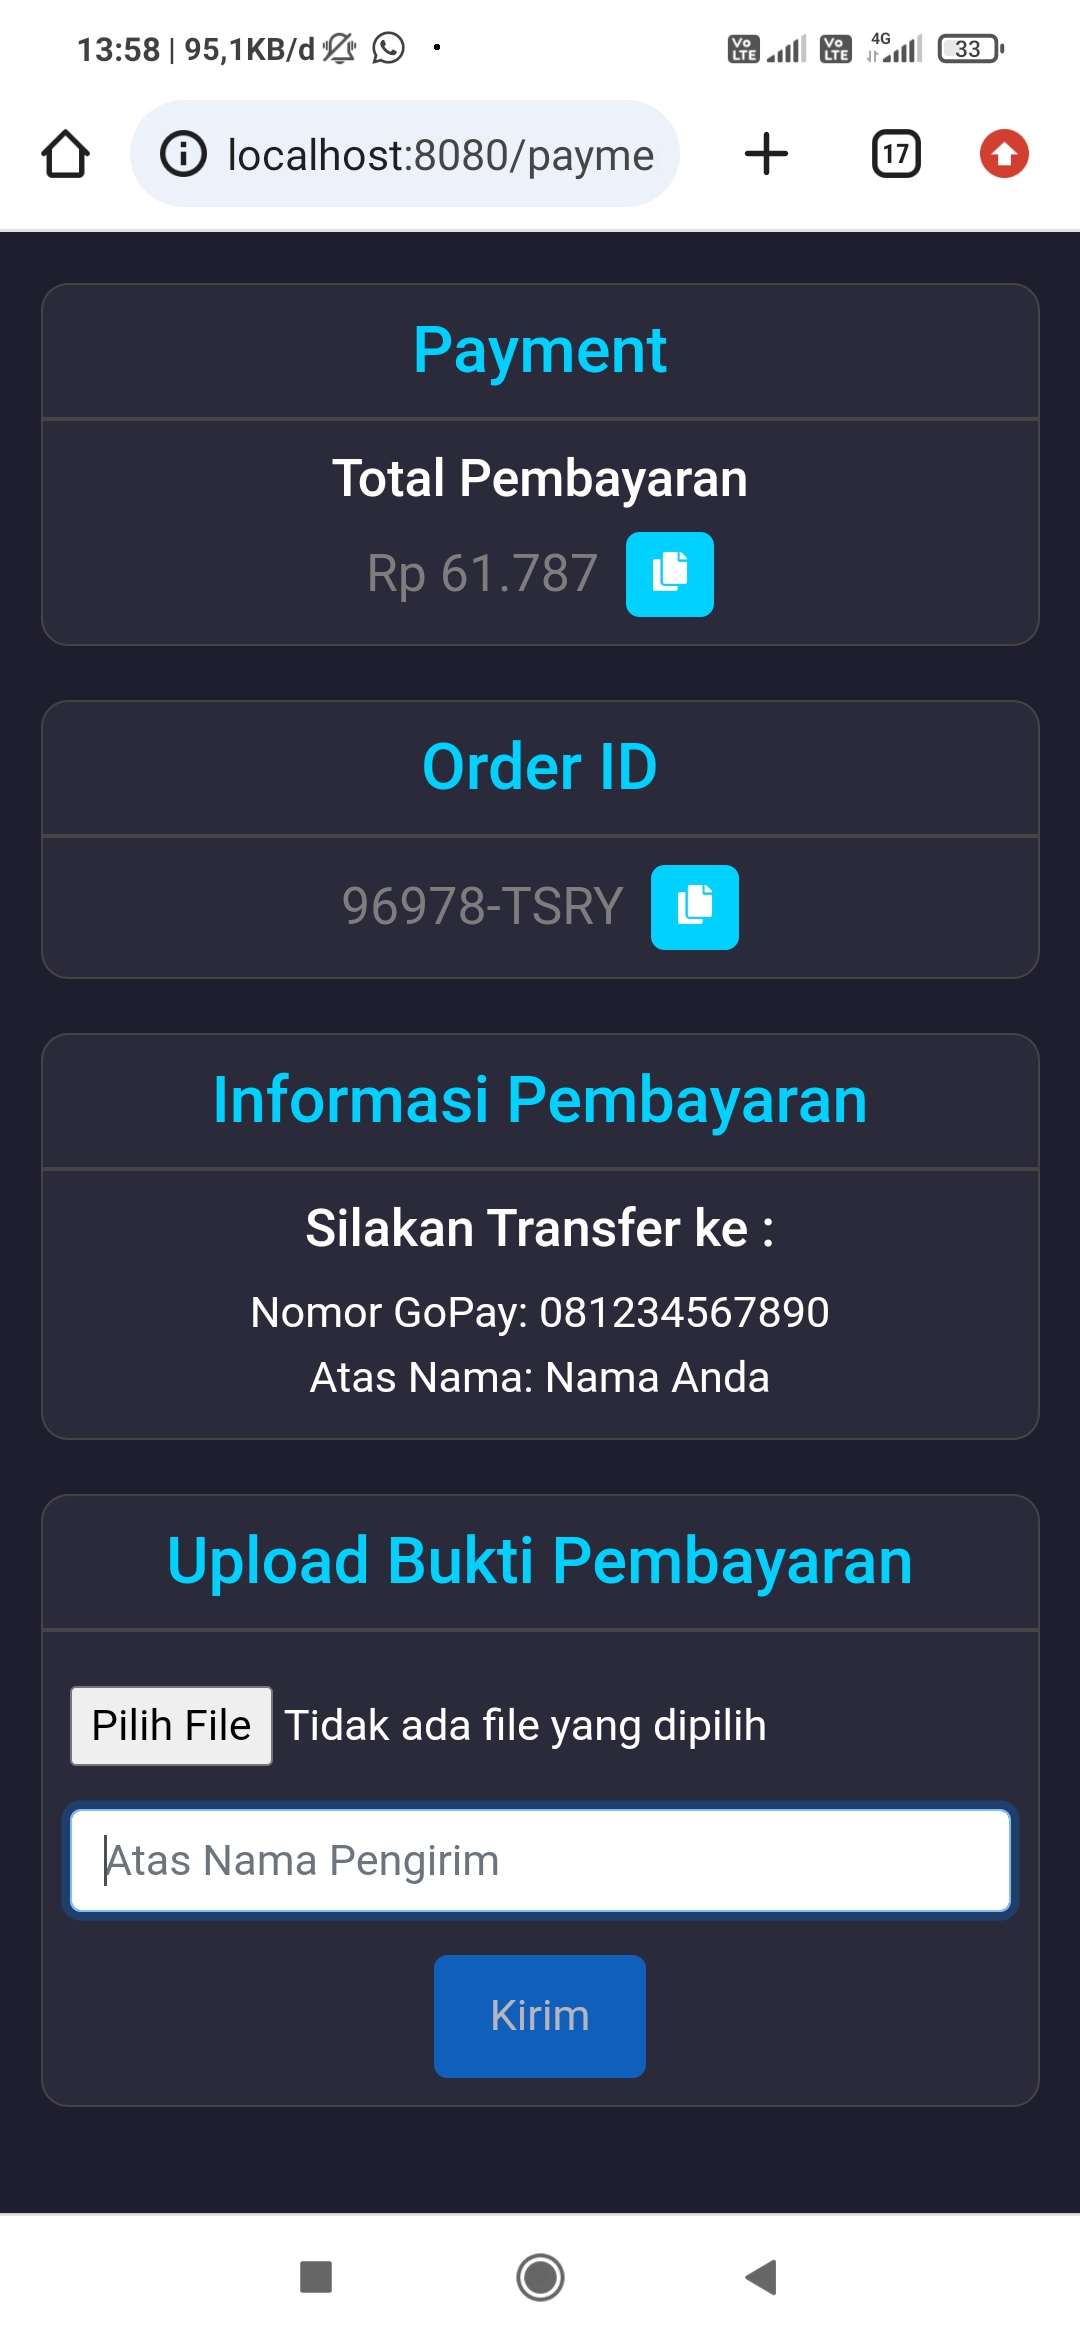 13:58 | 95,1KB/d
Vo LTE Vo LTE 4G 33
localhost:8080/payme
17
Payment
Total Pembayaran
Rp 61.787
Order ID
96978-TSRY
Informasi Pembayaran
Silakan Transfer ke :
Nomor GoPay: 081234567890
Atas Nama: Nama Anda
Upload Bukti Pembayaran
Pilih File Tidak ada file yang dipilih
Atas Nama Pengirim
Kirim